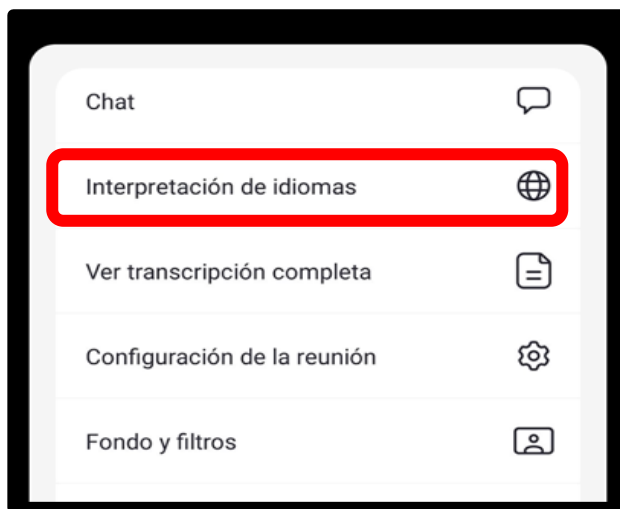 Chat
Interpretación de idiomas
Ver transcripción completa
Configuración de la reunión
Fondo y filtros